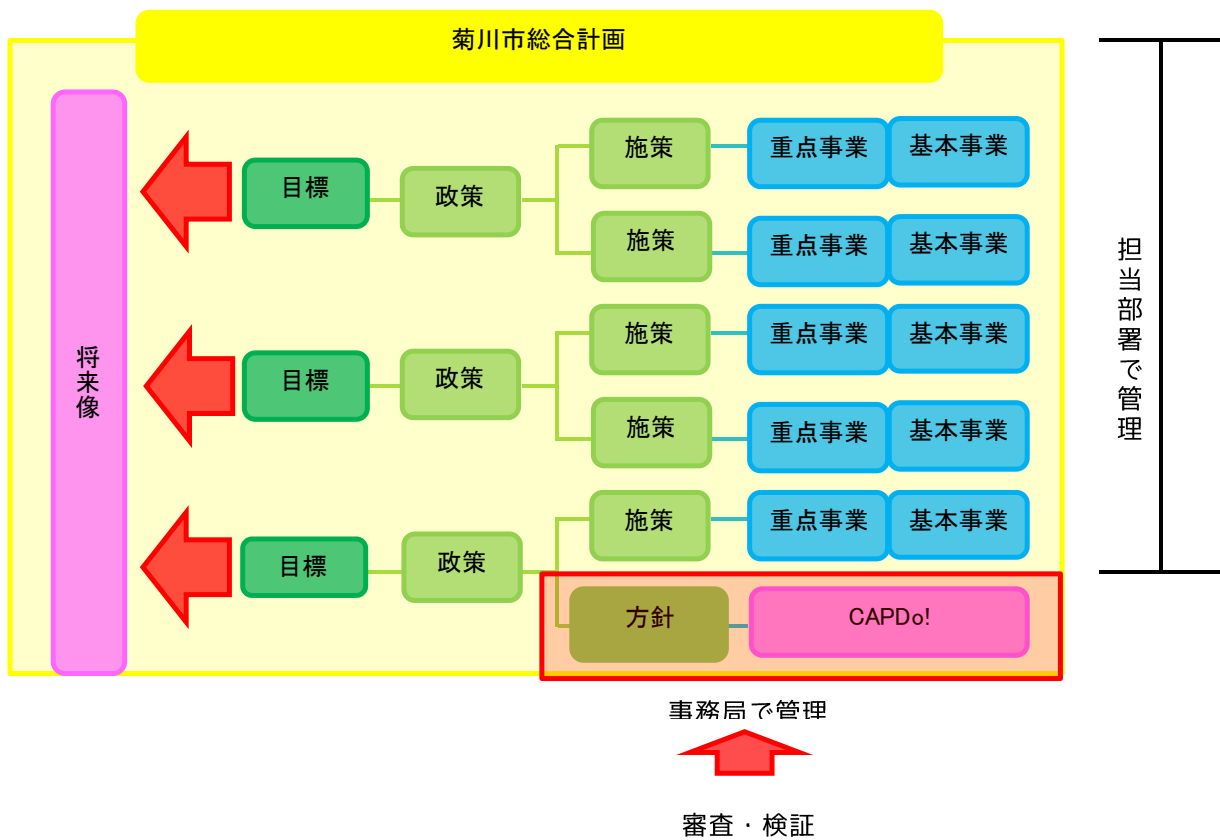 菊川市総合計画
将来像
目標
政策
施策
重点事業
基本事業
施策
重点事業
基本事業
目標
政策
施策
重点事業
基本事業
施策
重点事業
基本事業
目標
政策
施策
重点事業
基本事業
方針
CAPDo!
担当部署で管理
事務局で管理
審査・検証